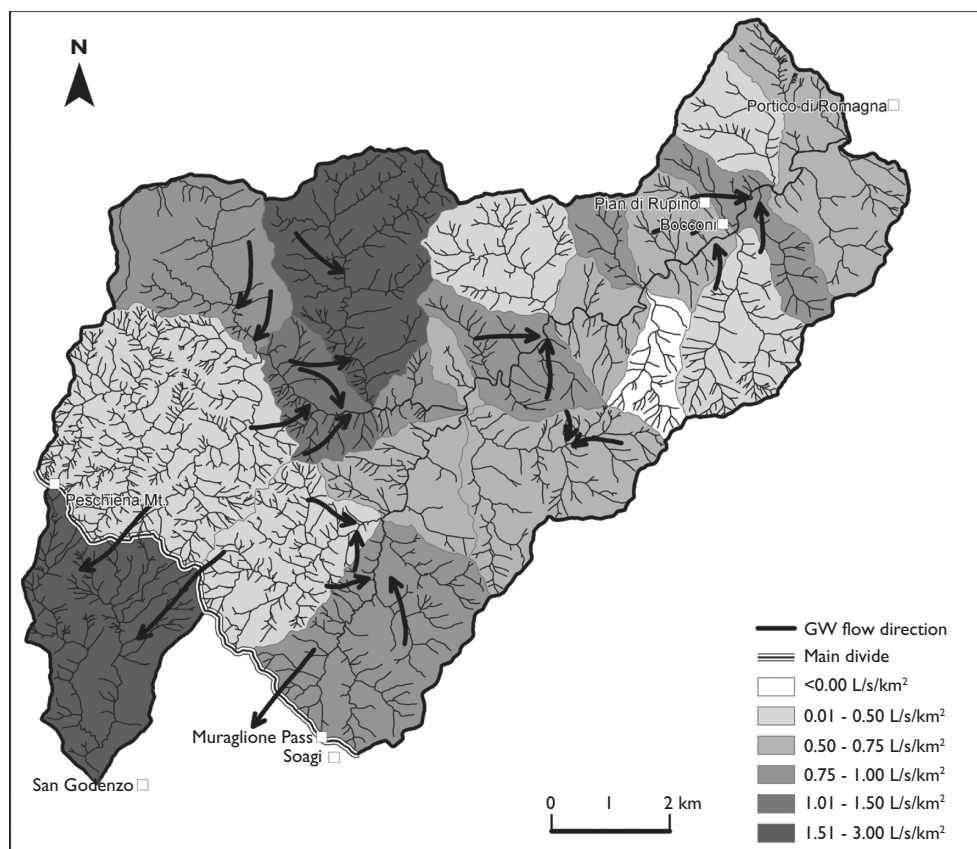 N
Portico di Romagna
Pian di Rupino
Bocconi
Peschiena Mt.
Muraglione Pass
Soagi
San Godenzo
0 1 2 km
GW flow direction
Main divide
<0.00 L/s/km²
0.01 - 0.50 L/s/km²
0.50 - 0.75 L/s/km²
0.75 - 1.00 L/s/km²
1.01 - 1.50 L/s/km²
1.51 - 3.00 L/s/km²